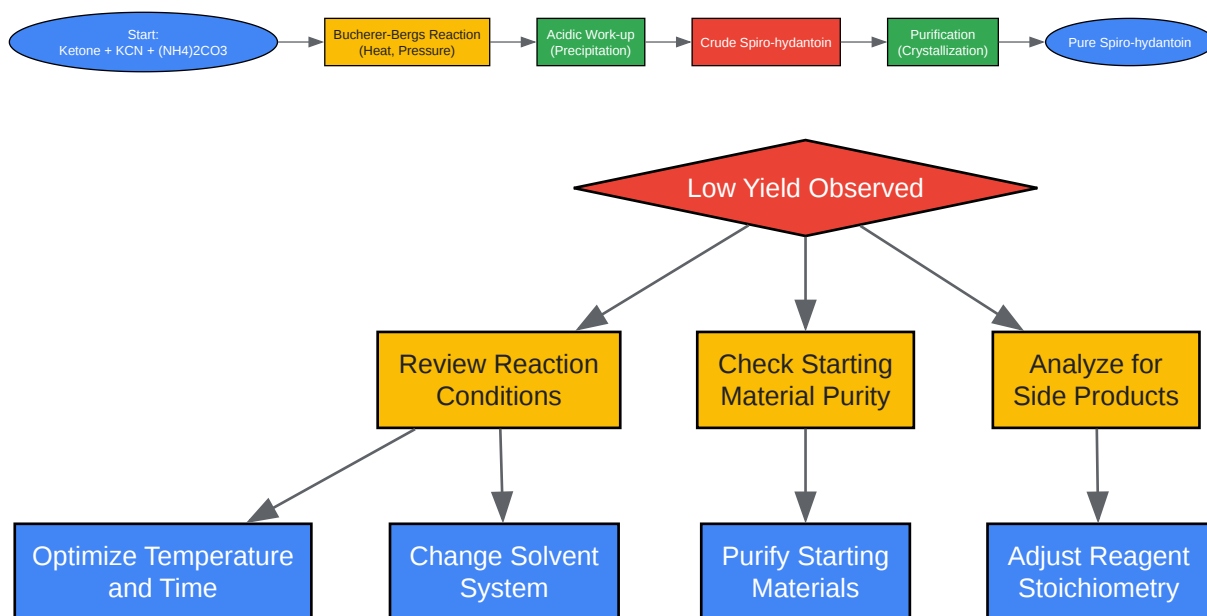 Start:
Ketone + KCN + (NH4)2CO3
Bucherer-Bergs Reaction
(Heat, Pressure)
Acidic Work-up
(Precipitation)
Crude Spiro-hydantoin
Purification
(Crystallization)
Pure Spiro-hydantoin
Low Yield Observed
Review Reaction
Conditions
Check Starting
Material Purity
Analyze for
Side Products
Optimize Temperature
and Time
Change Solvent
System
Purify Starting
Materials
Adjust Reagent
Stoichiometry